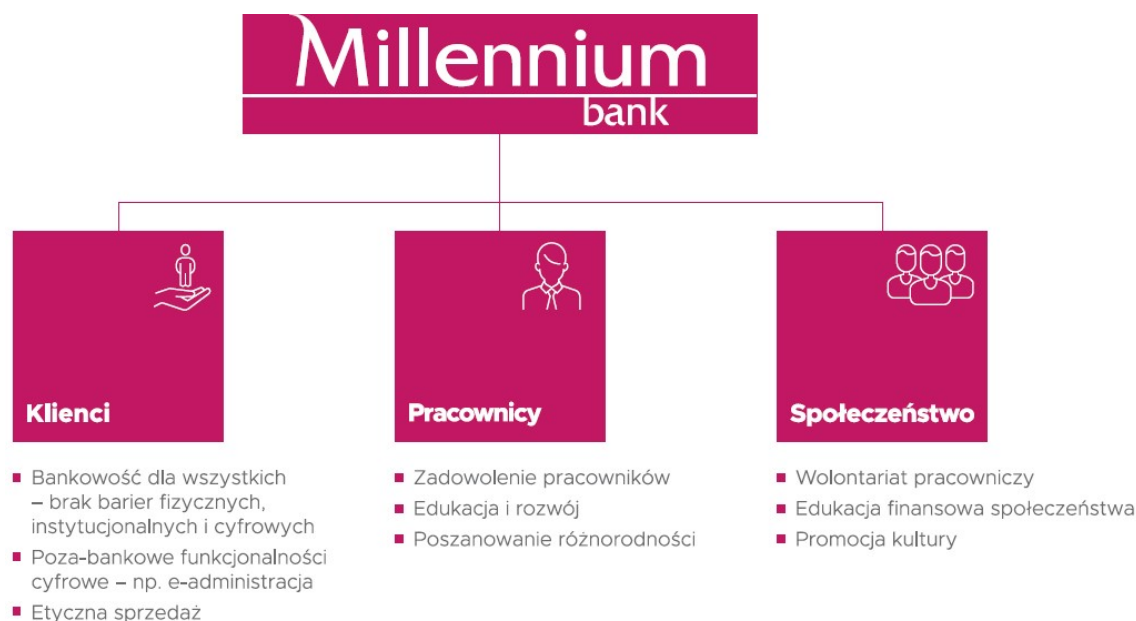 Millennium
bank
Klienci
Bankowość dla wszystkich
– brak barier fizycznych,
instytucjonalnych i cyfrowych
Poza-bankowe funkcjonalności
cyfrowe – np. e-administracja
Etyczna sprzedaż
Pracownicy
Zadowolenie pracowników
Edukacja i rozwój
Poszanowanie różnorodności
Społeczeństwo
Wolontariat pracowniczy
Edukacja finansowa społeczeństwa
Promocja kultury